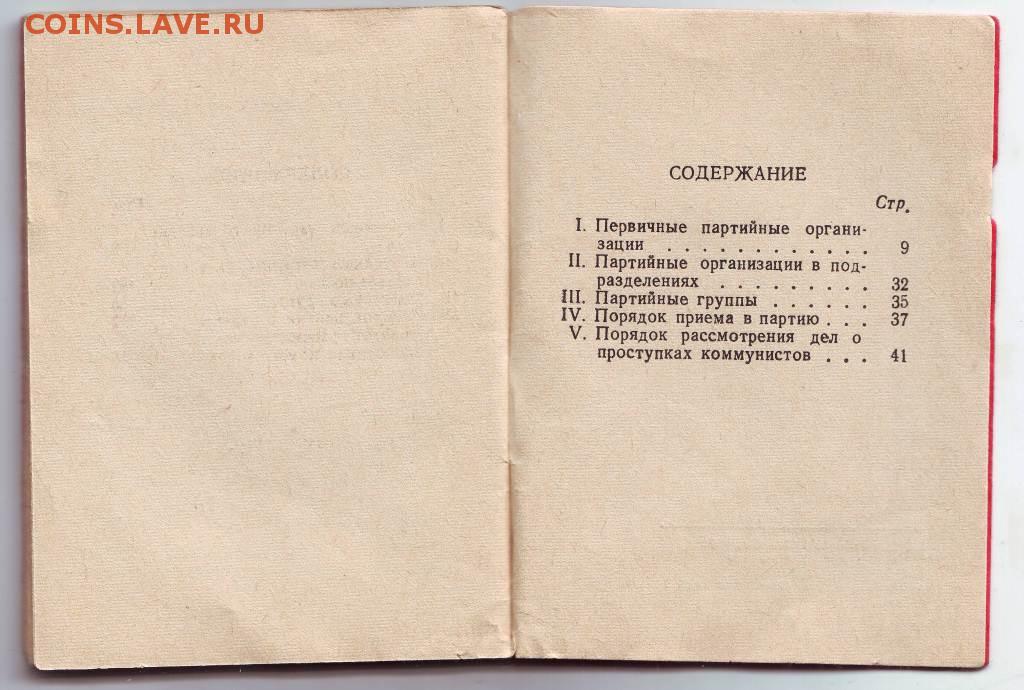 COINS.LAVE.RU
СОДЕРЖАНИЕ
Стр.
I. Первичные партийные органи-
зации . . . . . . . . . . . . 9
II. Партийные организации в под-
разделениях . . . . . . . . . 32
III. Партийные группы . . . . . . 35
IV. Порядок приема в партию . . . 37
V. Порядок рассмотрения дел о
проступках коммунистов . . . 41